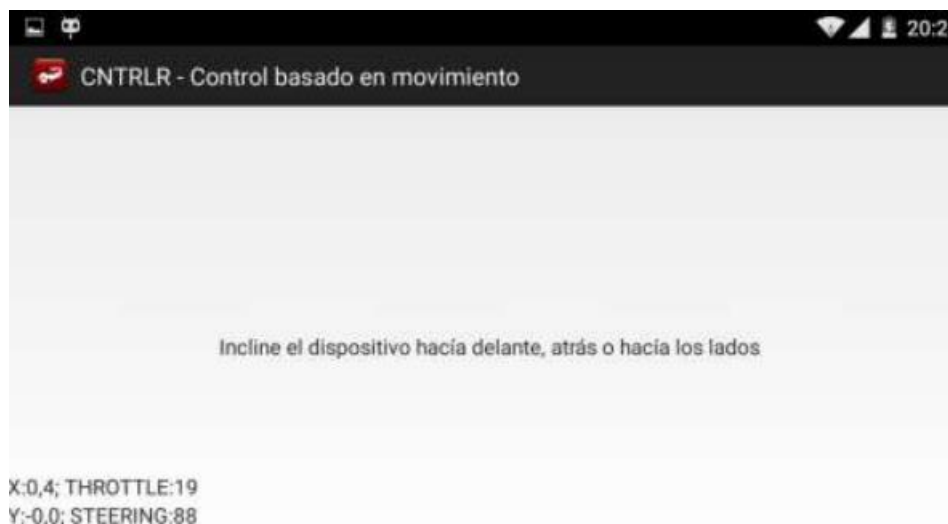 20:2
CNTRLR - Control basado en movimiento
Incline el dispositivo hacía delante, atrás o hacia los lados
X:0,4; THROTTLE:19
Y:-0,0; STEERING:88